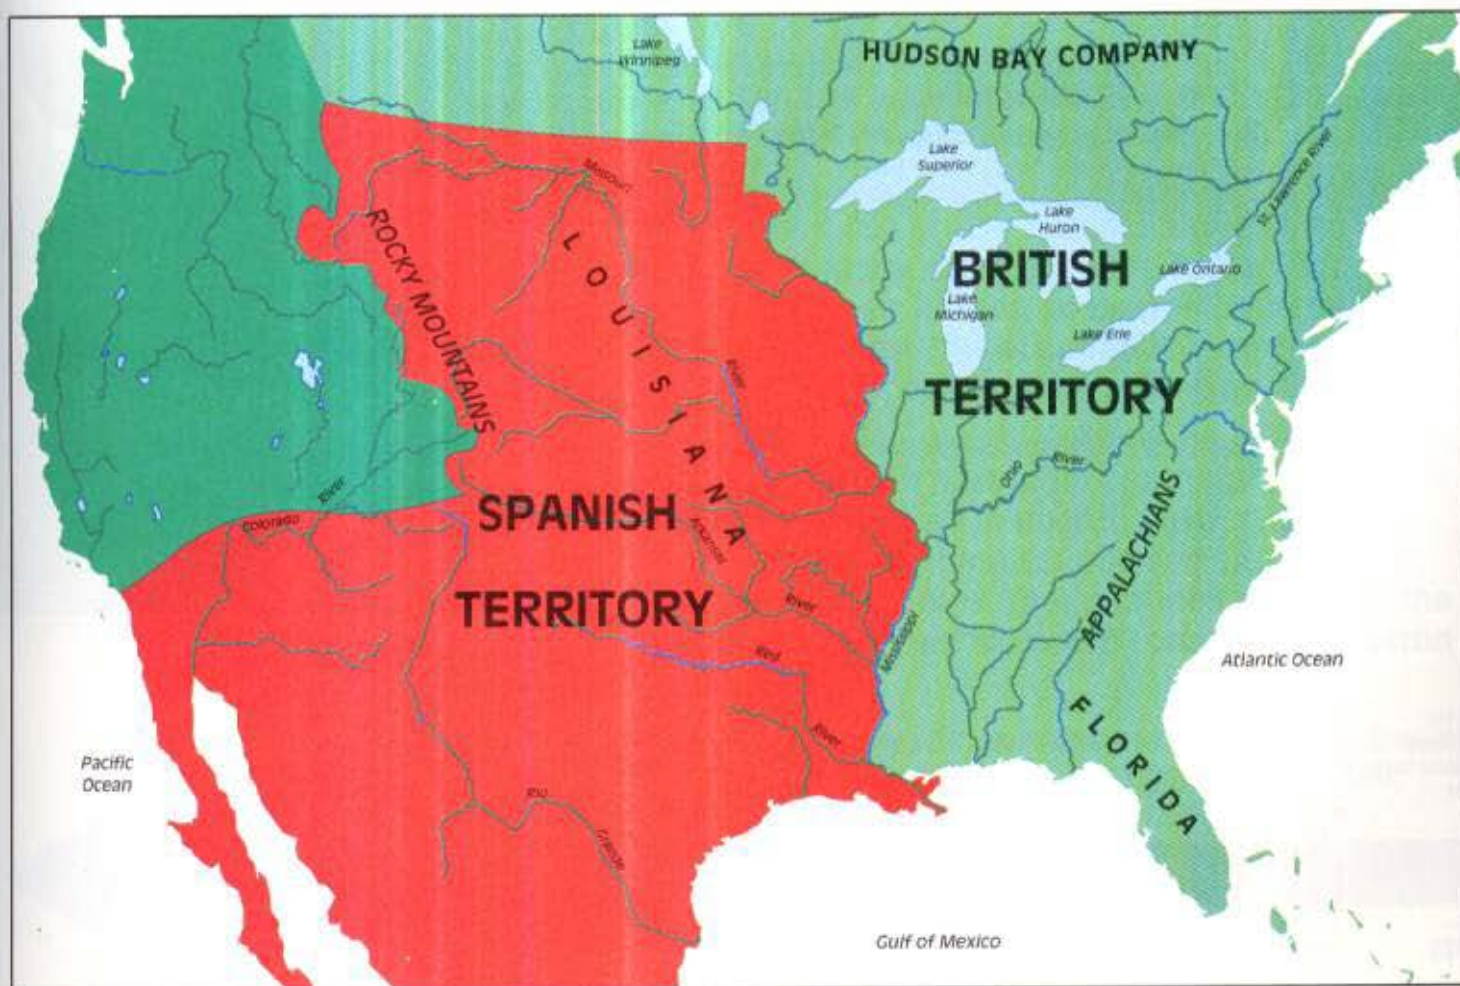 HUDSON BAY COMPANY
Lake
Winnipeg
Lake
Superior
Missouri
St. Lawrence River
Lake
Huron
ROCKY MOUNTAINS
LOUISIANA
BRITISH
TERRITORY
Lake Ontario
Lake
Michigan
Lake Erie
River
Ohio River
Colorado River
SPANISH
TERRITORY
Arkansas
River
APPALACHIANS
Mississippi
Red
River
FLORIDA
Atlantic Ocean
Pacific
Ocean
Rio
Grande
Gulf of Mexico